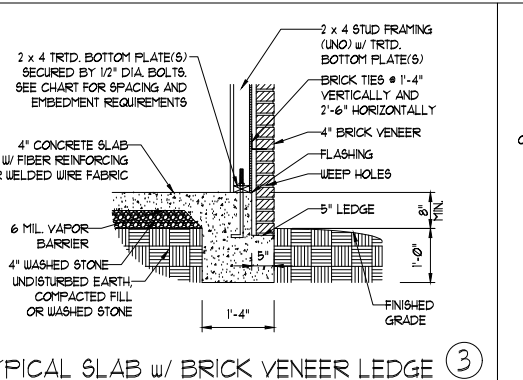 2 x 4 TRTD. BOTTOM PLATE(S)
SECURED BY 1/2" DIA. BOLTS.
SEE CHART FOR SPACING AND
EMBEDMENT REQUIREMENTS
4" CONCRETE SLAB
W/ FIBER REINFORCING
WELDED WIRE FABRIC
6 MIL. VAPOR
BARRIER
4" WASHED STONE
UNDISTURBED EARTH,
COMPACTED FILL
OR WASHED STONE
2 x 4 STUD FRAMING
(UNO) w/ TRTD.
BOTTOM PLATE(S)
BRICK TIES @ 1'-4"
VERTICALLY AND
2'-6" HORIZONTALLY
4" BRICK VENEER
FLASHING
WEEP HOLES
5" LEDGE
8"
MIN.
1'-0"
5"
1'-4"
FINISHED
GRADE
YPICAL SLAB w/ BRICK VENEER LEDGE 3